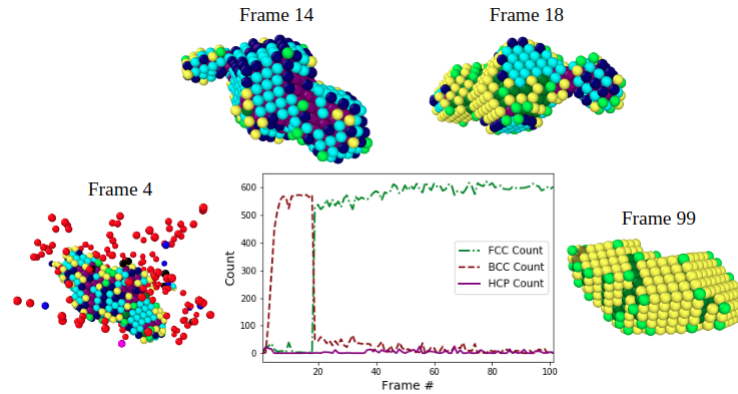 Frame 14
Frame 18
Frame 4
Frame 99
600
500
400
300
200
100
0
Count
FCC Count
BCC Count
HCP Count
20
40
60
80
100
Frame #